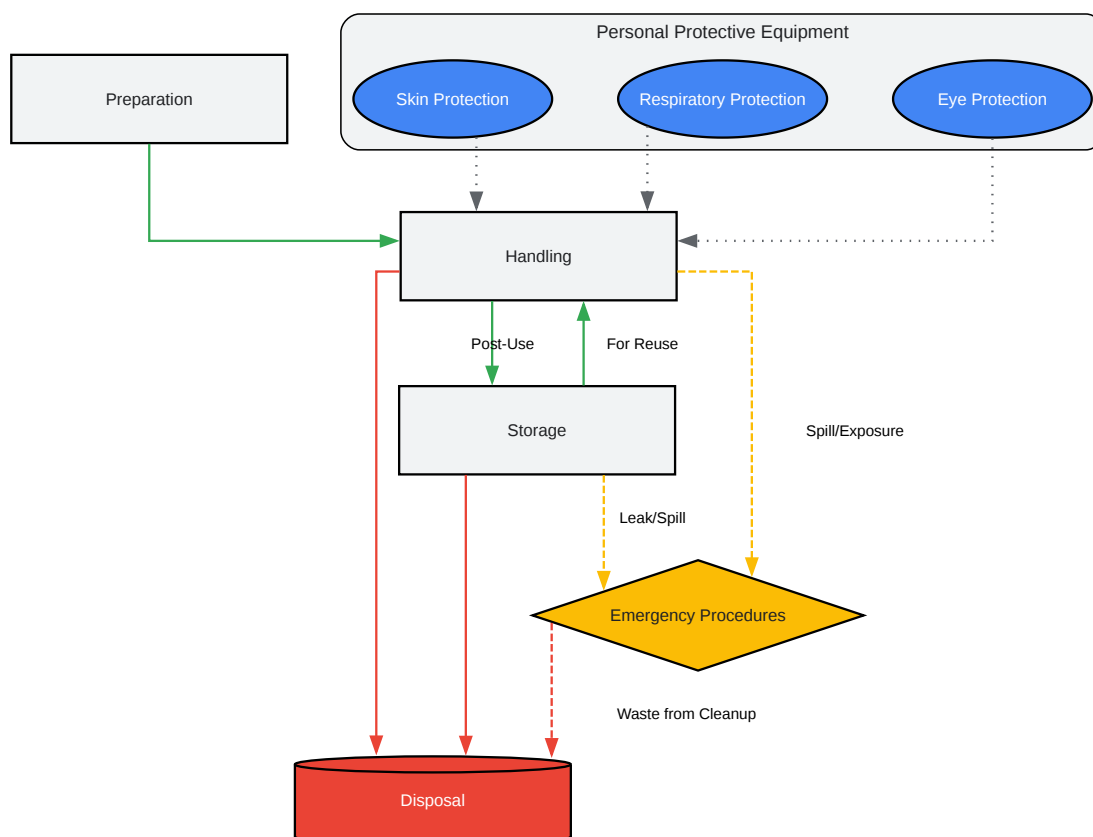 Personal Protective Equipment
Preparation
Skin Protection
Respiratory Protection
Eye Protection
Handling
Post-Use
For Reuse
Storage
Spill/Exposure
Leak/Spill
Emergency Procedures
Waste from Cleanup
Disposal